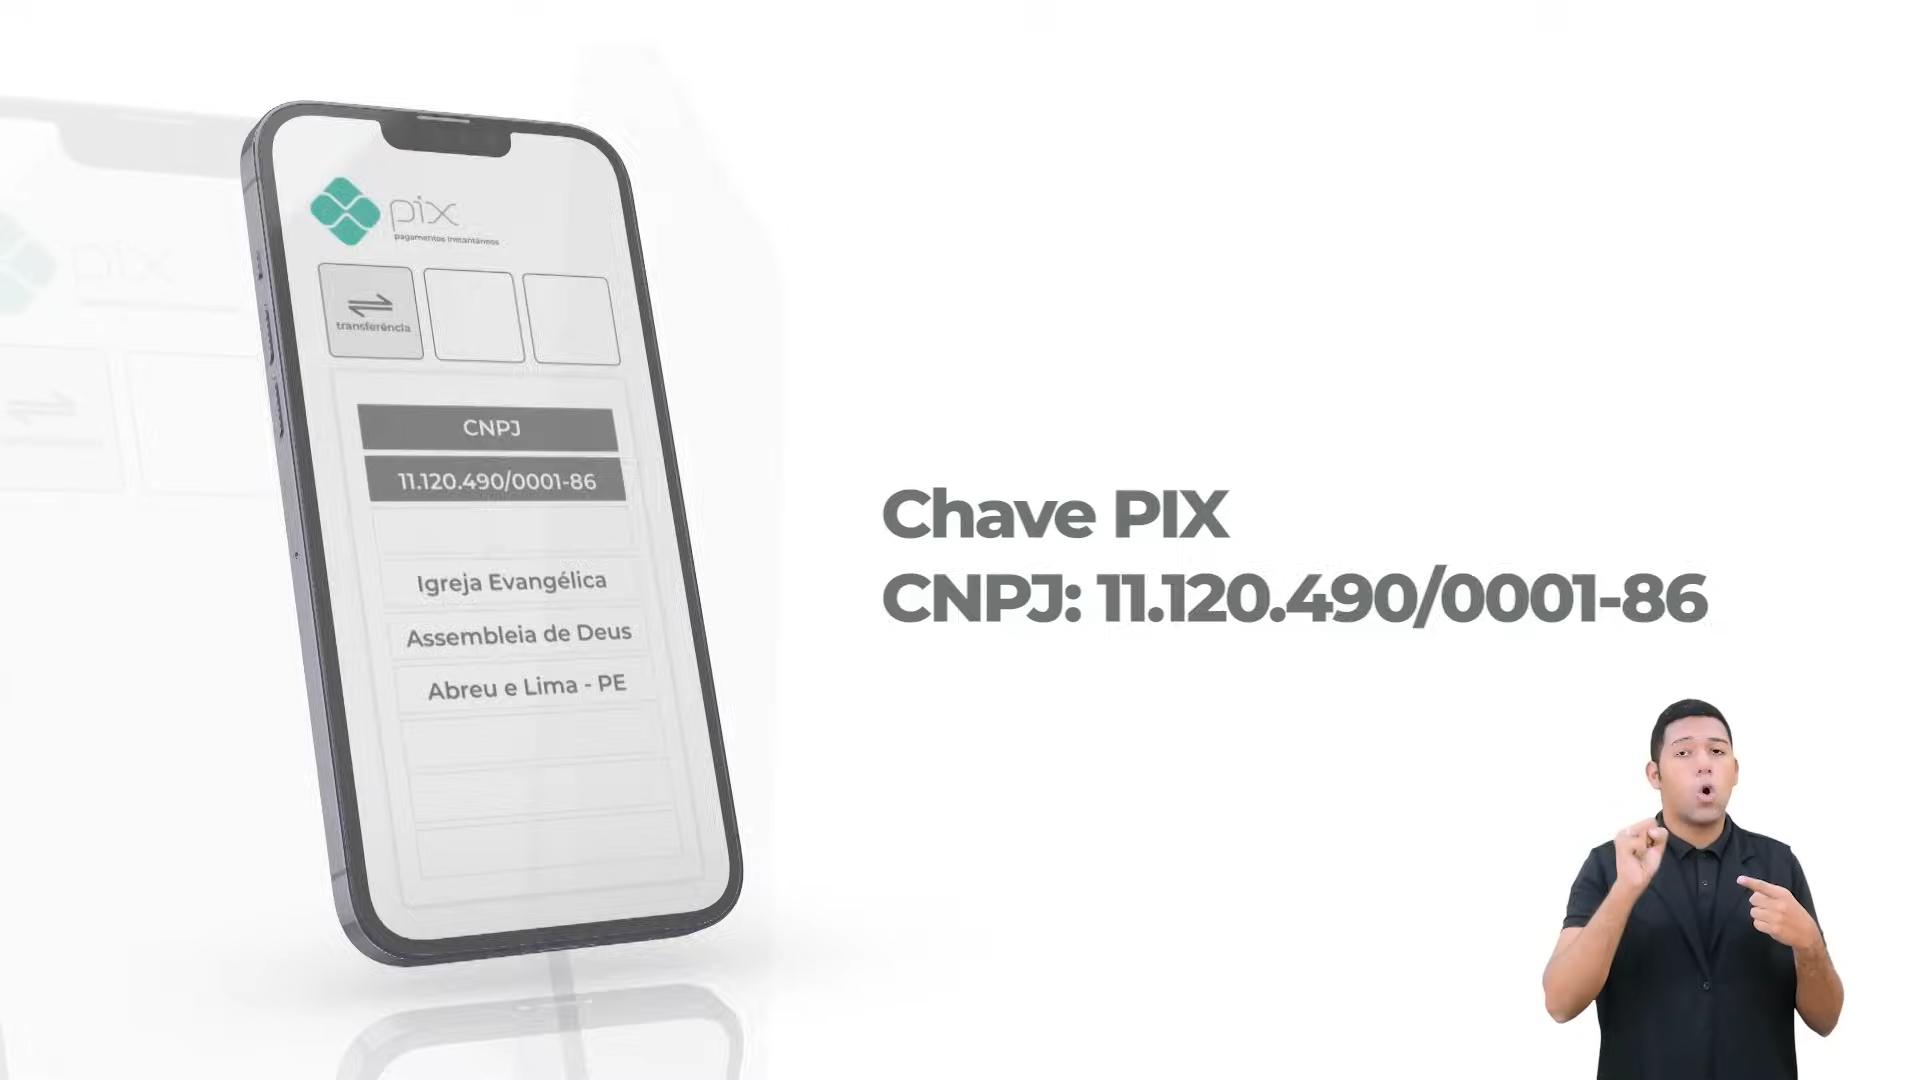 pix
pagamentos instantâneos
transferência
CNPJ
11.120.490/0001-86
Igreja Evangélica
Assembleia de Deus
Abreu e Lima - PE
Chave PIX
CNPJ: 11.120.490/0001-86
pix